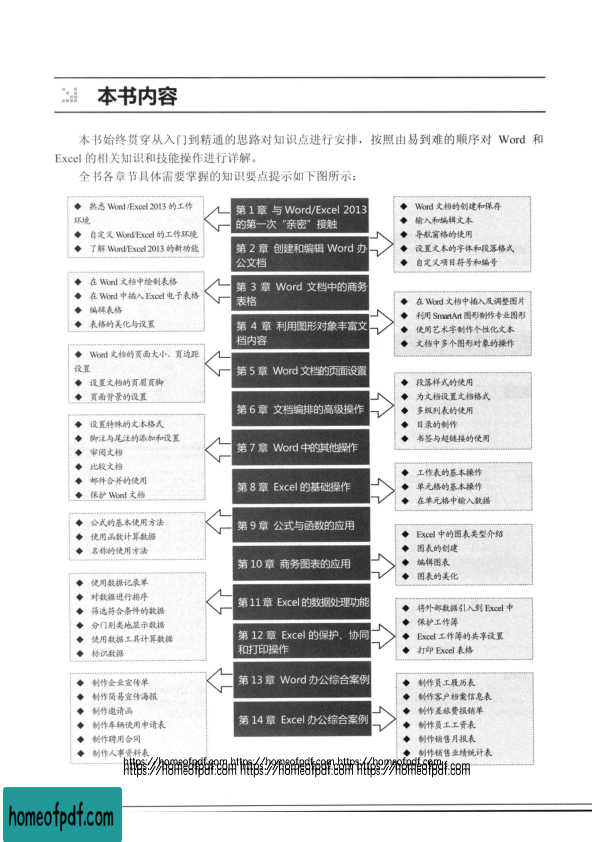 本书内容
本书始终贯穿从入门到精通的思路对知识点进行安排，按照由易到难的顺序对 Word 和
Excel 的相关知识和技能操作进行详解。
全书各章节具体需要掌握的知识要点提示如下图所示：
◆ 熟悉 Word /Excel 2013 的工作
环境
◆ 自定义 Word/Excel 的工作环境
◆ 了解 Word/Excel 2013 的新功能
第 1 章 与 Word/Excel 2013
的第一次“亲密”接触
第 2 章 创建和编辑 Word 办
公文档
◆ Word 文档的创建和保存
◆ 输入和编辑文本
◆ 导航窗格的使用
◆ 设置文本的字体和段落格式
◆ 自定义项目符号和编号
◆ 在 Word 文档中绘制表格
◆ 在 Word 中插入 Excel 电子表格
◆ 编辑表格
◆ 表格的美化与设置
第 3 章 Word 文档中的商务
表格
第 4 章 利用图形对象丰富文
档内容
◆ 在 Word 文档中插入及调整图片
◆ 利用 SmartArt 图形制作专业图形
◆ 使用艺术字制作个性化文本
◆ 文档中多个图形对象的操作
◆ Word 文档的页面大小、页边距
设置
◆ 设置文档的页眉页脚
◆ 页面背景的设置
第 5 章 Word 文档的页面设置
第 6 章 文档编排的高级操作
◆ 段落样式的使用
◆ 为文档设置文档格式
◆ 多级列表的使用
◆ 目录的制作
◆ 书签与超链接的使用
◆ 设置特殊的文本格式
◆ 脚注与尾注的添加和设置
◆ 审阅文档
◆ 比较文档
◆ 邮件合并的使用
◆ 保护 Word 文档
第 7 章 Word 中的其他操作
第 8 章 Excel 的基础操作
◆ 工作表的基本操作
◆ 单元格的基本操作
◆ 在单元格中输入数据
◆ 公式的基本使用方法
◆ 使用函数计算数据
◆ 名称的使用方法
第 9 章 公式与函数的应用
第 10 章 商务图表的应用
◆ Excel 中的图表类型介绍
◆ 图表的创建
◆ 编辑图表
◆ 图表的美化
◆ 使用数据记录单
◆ 对数据进行排序
◆ 筛选符合条件的数据
◆ 分门别类地显示数据
◆ 使用数据工具计算数据
◆ 标识数据
第 11 章 Excel 的数据处理功能
第 12 章 Excel 的保护、协同
和打印操作
◆ 将外部数据引入到 Excel 中
◆ 保护工作簿
◆ Excel 工作簿的共享设置
◆ 打印 Excel 表格
◆ 制作企业宣传单
◆ 制作简易宣传海报
◆ 制作邀请函
◆ 制作车辆使用申请表
◆ 制作聘用合同
◆ 制作人事资料表
第 13 章 Word 办公综合案例
第 14 章 Excel 办公综合案例
◆ 制作员工履历表
◆ 制作客户档案信息表
◆ 制作差旅费报销单
◆ 制作员工工资表
◆ 制作销售月报表
◆ 制作销售业绩统计表
https://homeofpdf.com https://homeofpdf.com https://homeofpdf.com
https://homeofpdf.com https://homeofpdf.com https://homeofpdf.com
homeofpdf.com